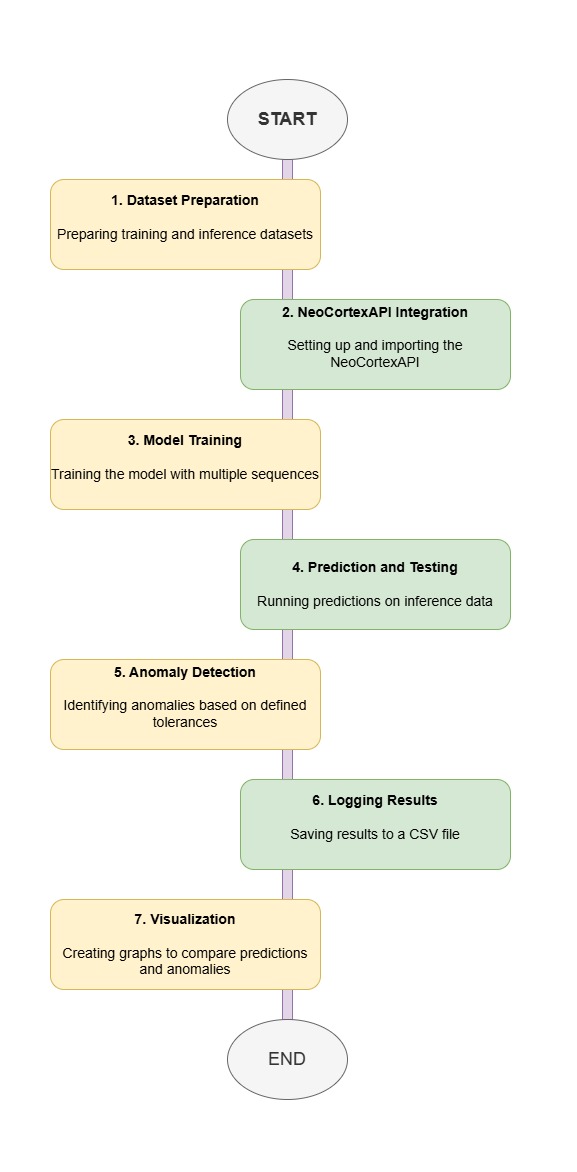 START
1. Dataset Preparation
Preparing training and inference datasets
2. NeoCortexAPI Integration
Setting up and importing the
NeoCortexAPI
3. Model Training
Training the model with multiple sequences
4. Prediction and Testing
Running predictions on inference data
5. Anomaly Detection
Identifying anomalies based on defined
tolerances
6. Logging Results
Saving results to a CSV file
7. Visualization
Creating graphs to compare predictions
and anomalies
END